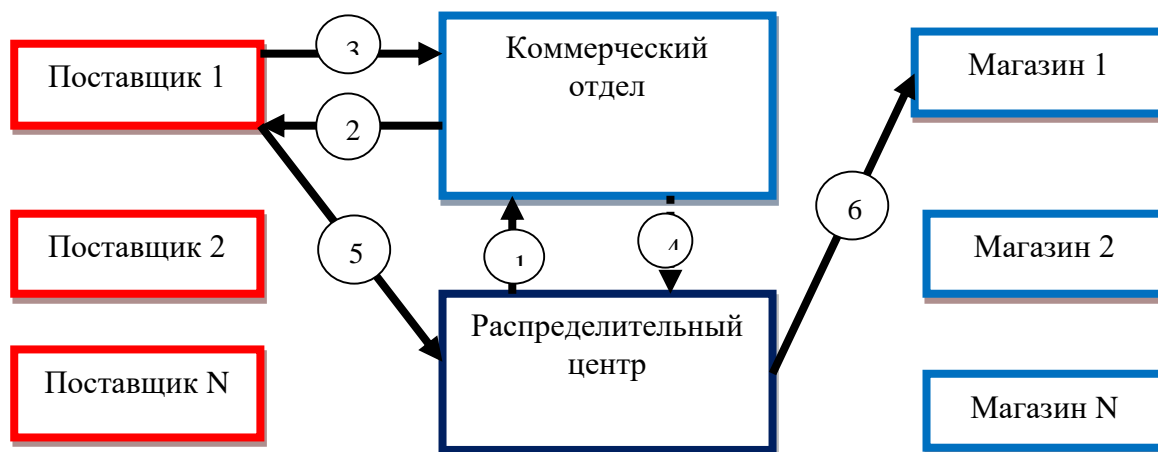 Поставщик 1
3
Коммерческий
отдел
Магазин 1
2
Поставщик 2
5
1
4
6
Магазин 2
Поставщик N
Распределительный
центр
Магазин N